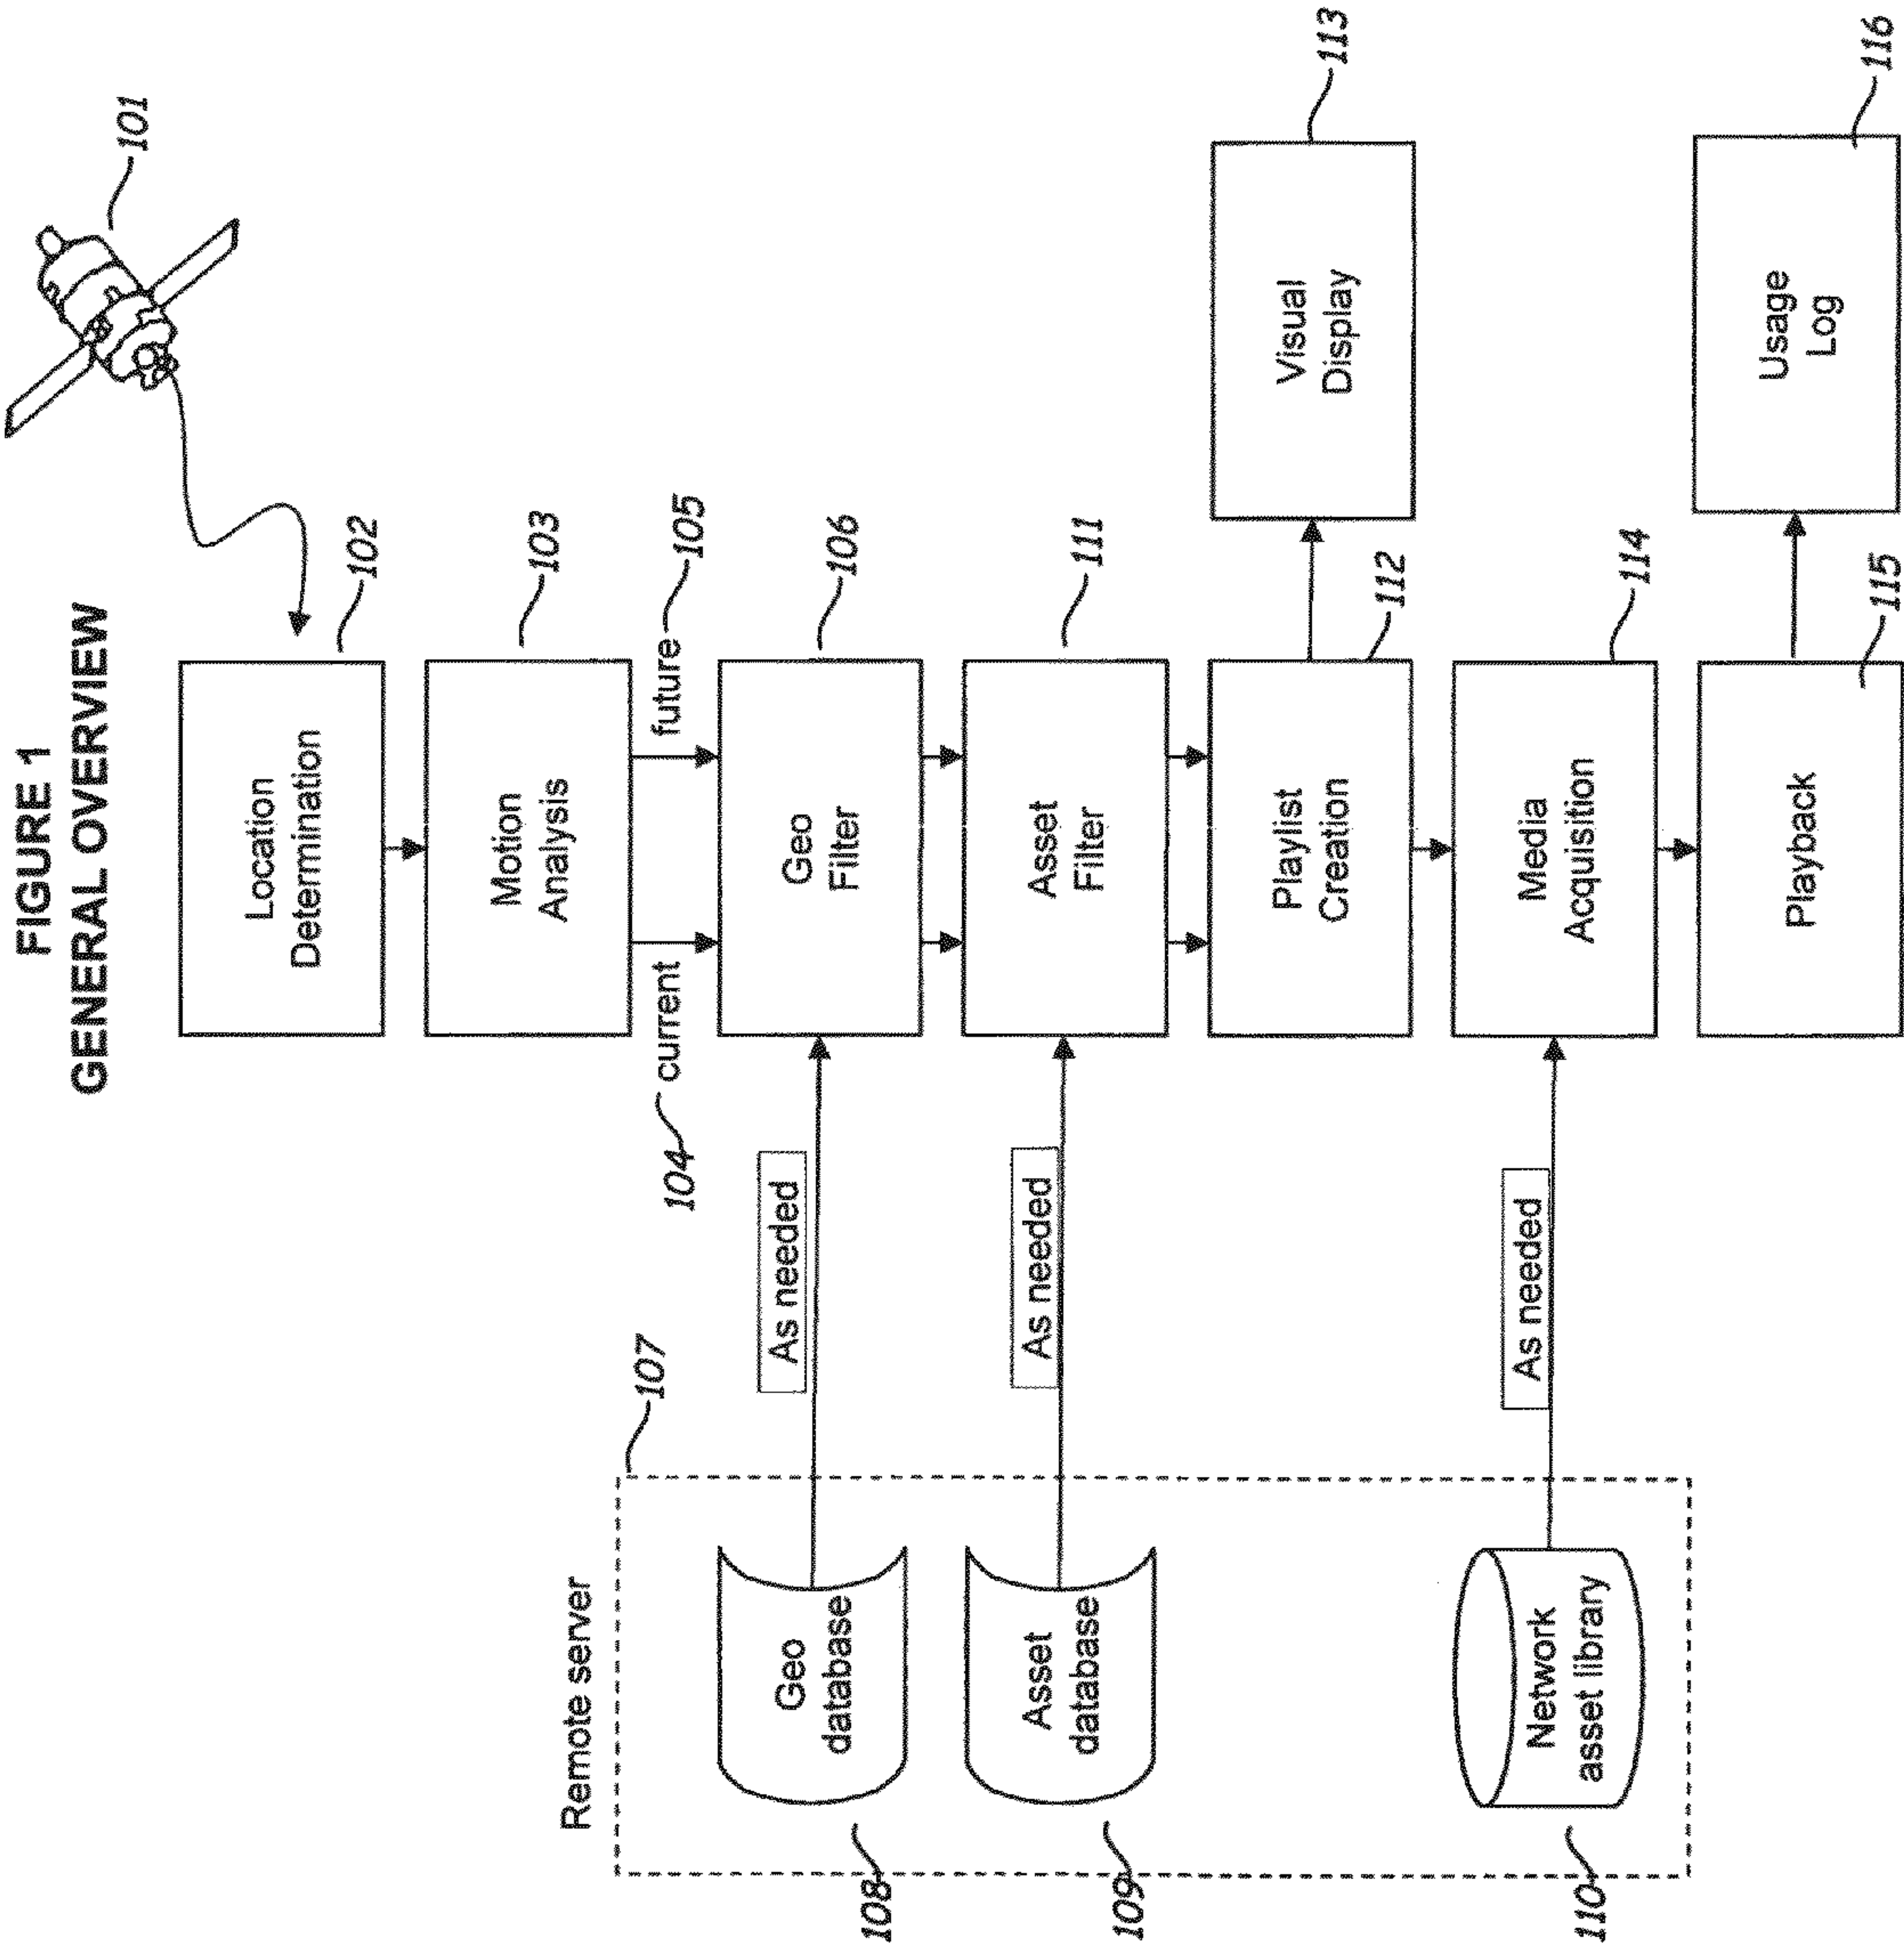 FIGURE 1
GENERAL OVERVIEW
101
Location
Determination
102
Motion
Analysis
103
104
current
future
105
Remote server
107
Geo
database
108
As needed
Geo
Filter
106
Asset
database
109
As needed
Asset
Filter
111
Playlist
Creation
112
Visual
Display
113
Network
asset library
110
As needed
Media
Acquisition
114
Playback
115
Usage
Log
116